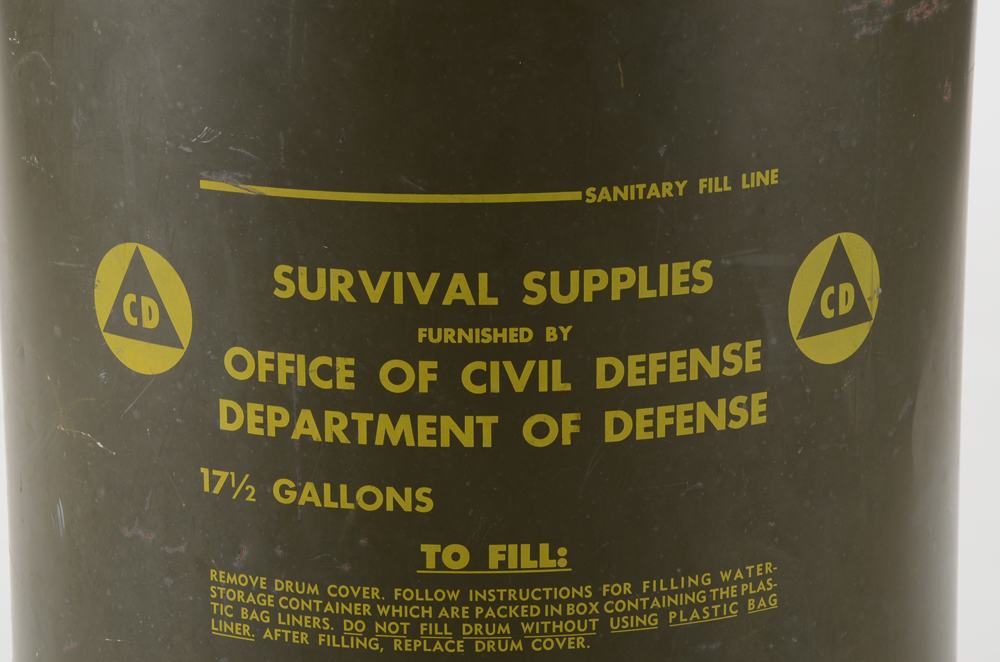 SANITARY FILL LINE
CD
SURVIVAL SUPPLIES
CD
FURNISHED BY
OFFICE OF CIVIL DEFENSE
DEPARTMENT OF DEFENSE
17½ GALLONS
TO FILL:
REMOVE DRUM COVER. FOLLOW INSTRUCTIONS FOR FILLING WATER-
STORAGE CONTAINER WHICH ARE PACKED IN BOX CONTAINING THE PLAS-
TIC BAG LINERS. DO NOT FILL DRUM WITHOUT USING PLASTIC BAG
LINER. AFTER FILLING, REPLACE DRUM COVER.